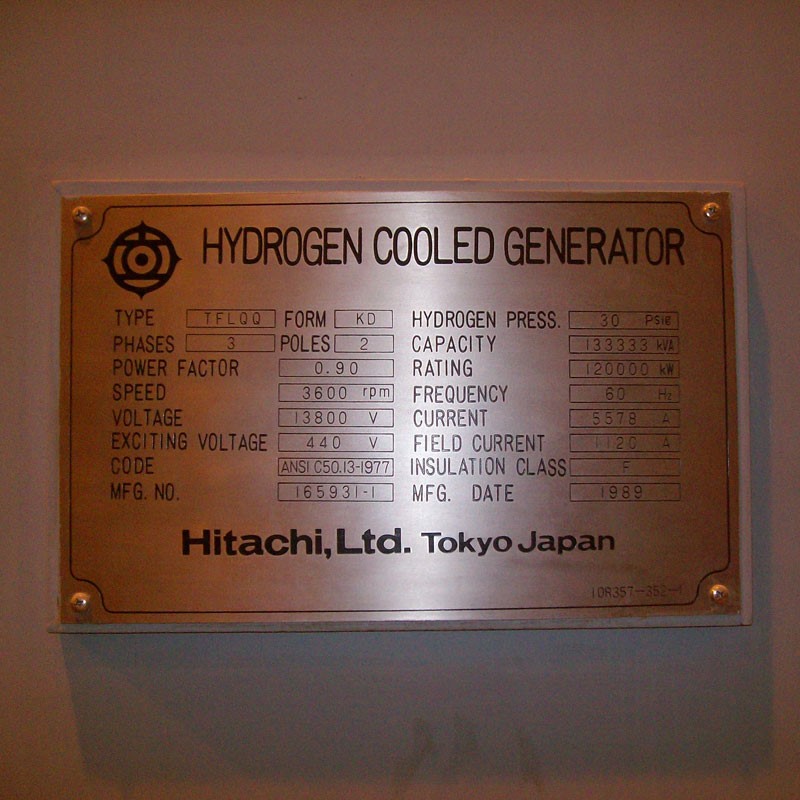 HYDROGEN COOLED GENERATOR
TYPE TFLQQ FORM KD HYDROGEN PRESS. 30 PSIG
PHASES 3 POLES 2 CAPACITY 133333 kVA
POWER FACTOR 0.90 RATING 120000 kW
SPEED 3600 rpm FREQUENCY 60 Hz
VOLTAGE 13800 V CURRENT 5578 A
EXCITING VOLTAGE 440 V FIELD CURRENT 1120 A
CODE ANSI C50.13-1977 INSULATION CLASS F
MFG. NO. 165931-1 MFG. DATE 1989
Hitachi, Ltd. Tokyo Japan